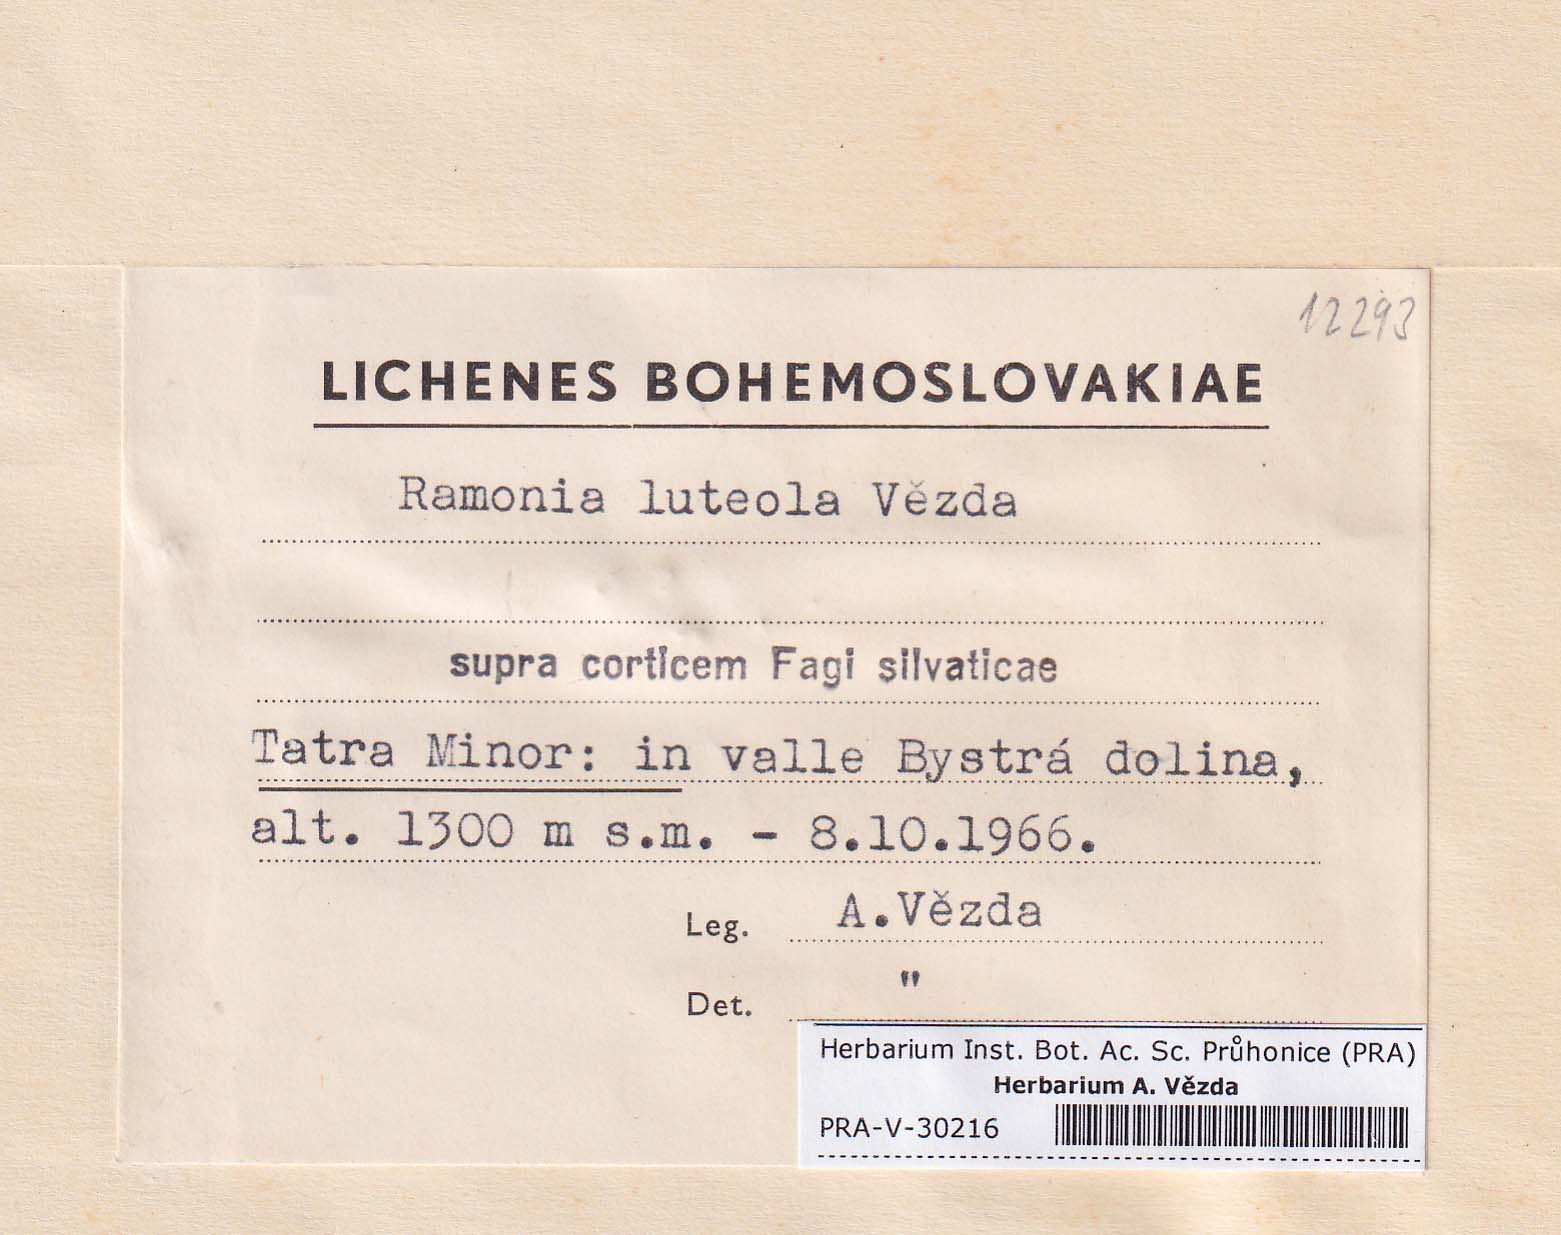 12293
LICHENES BOHEMOSLOVAKIAE
Ramonia luteola Vězda
supra corticem Fagi silvaticae
Tatra Minor: in valle Bystrá dolina,
alt. 1300 m s.m. - 8.10.1966.
Leg. A.Vězda
Det. "
Herbarium Inst. Bot. Ac. Sc. Průhonice (PRA)
Herbarium A. Vězda
PRA-V-30216